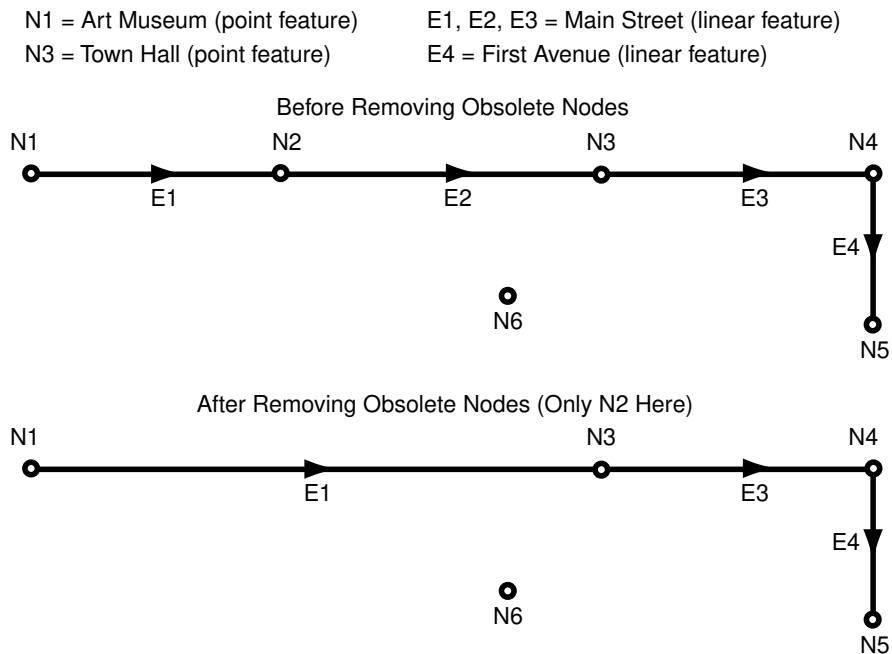 N1 = Art Museum (point feature) E1, E2, E3 = Main Street (linear feature)
N3 = Town Hall (point feature) E4 = First Avenue (linear feature)
Before Removing Obsolete Nodes
N1 N2 N3 N4
E1 E2 E3
E4
N6
N5
After Removing Obsolete Nodes (Only N2 Here)
N1 N3 N4
E1 E3
E4
N6
N5